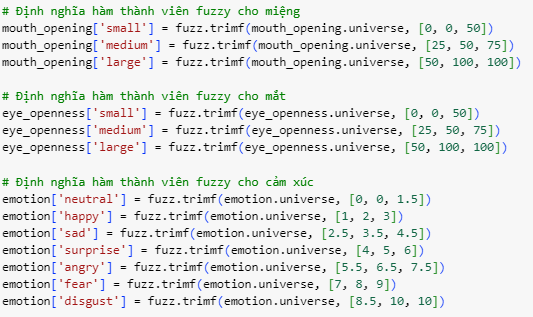 # Định nghĩa hàm thành viên fuzzy cho miệng
mouth_opening['small'] = fuzz.trimf(mouth_opening.universe, [0, 0, 50])
mouth_opening['medium'] = fuzz.trimf(mouth_opening.universe, [25, 50, 75])
mouth_opening['large'] = fuzz.trimf(mouth_opening.universe, [50, 100, 100])
# Định nghĩa hàm thành viên fuzzy cho mắt
eye_openness['small'] = fuzz.trimf(eye_openness.universe, [0, 0, 50])
eye_openness['medium'] = fuzz.trimf(eye_openness.universe, [25, 50, 75])
eye_openness['large'] = fuzz.trimf(eye_openness.universe, [50, 100, 100])
# Định nghĩa hàm thành viên fuzzy cho cảm xúc
emotion['neutral'] = fuzz.trimf(emotion.universe, [0, 0, 1.5])
emotion['happy'] = fuzz.trimf(emotion.universe, [1, 2, 3])
emotion['sad'] = fuzz.trimf(emotion.universe, [2.5, 3.5, 4.5])
emotion['surprise'] = fuzz.trimf(emotion.universe, [4, 5, 6])
emotion['angry'] = fuzz.trimf(emotion.universe, [5.5, 6.5, 7.5])
emotion['fear'] = fuzz.trimf(emotion.universe, [7, 8, 9])
emotion['disgust'] = fuzz.trimf(emotion.universe, [8.5, 10, 10])